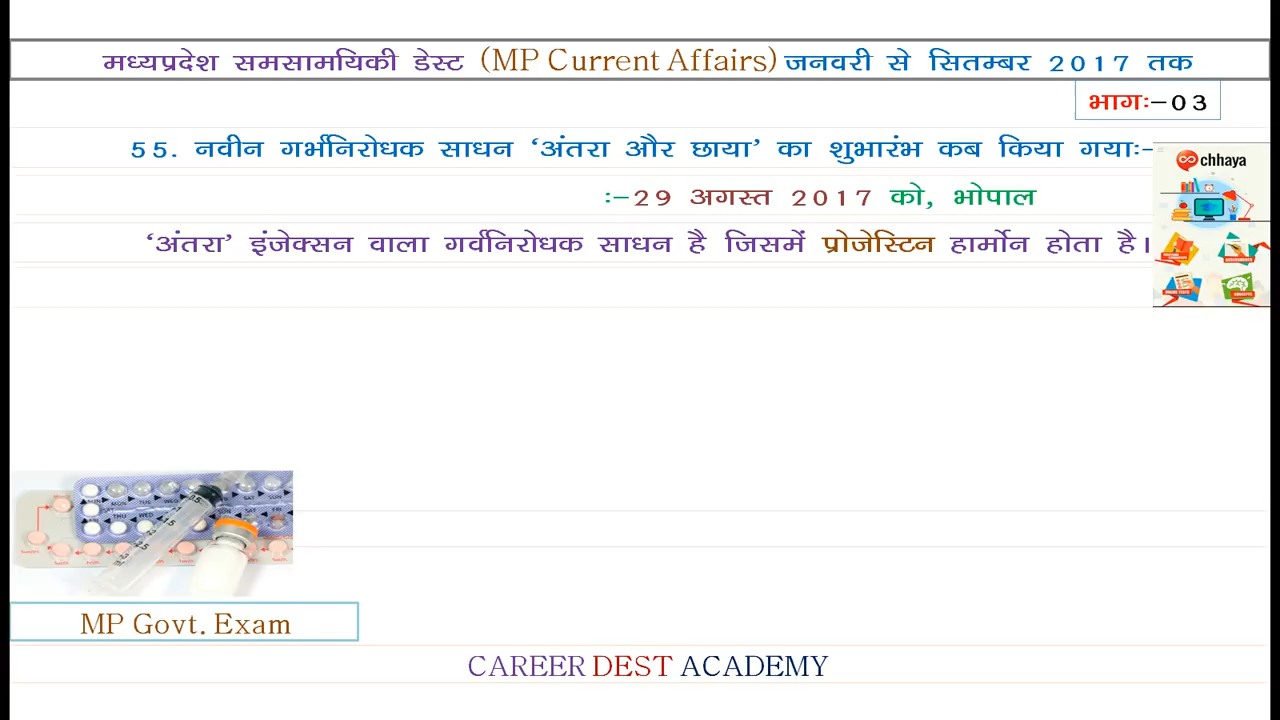 मध्यप्रदेश समसामयिकी डेस्ट (MP Current Affairs) जनवरी से सितम्बर 2017 तक
भागः-03
55. नवीन गर्भनिरोधक साधन ‘अंतरा और छाया’ का शुभारंभ कब किया गयाः-
chhaya
ः-29 अगस्त 2017 को, भोपाल
‘अंतरा’ इंजेक्सन वाला गर्वनिरोधक साधन है जिसमें प्रोजेस्टिन हार्मोन होता है।
MP Govt. Exam
CAREER DEST ACADEMY